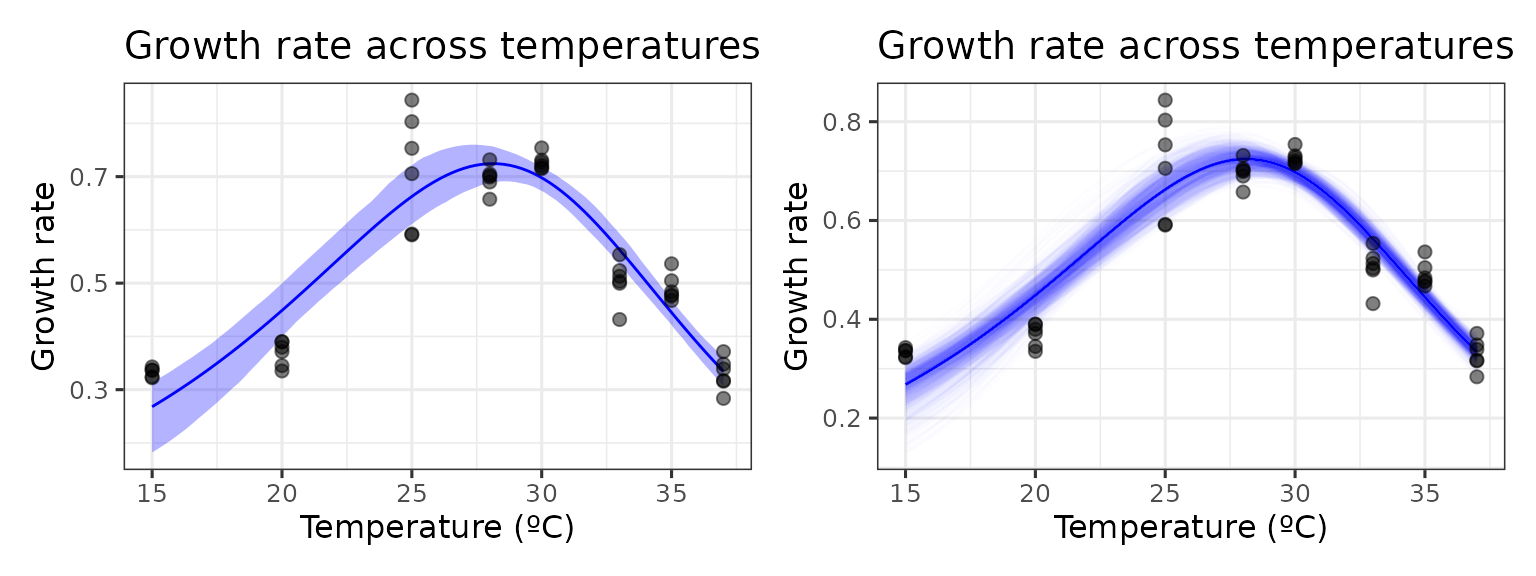 Growth rate across temperatures
Growth rate
0.7
0.5
0.3
15 20 25 30 35
Temperature (ºC)
Growth rate across temperatures
Growth rate
0.8
0.6
0.4
0.2
15 20 25 30 35
Temperature (ºC)